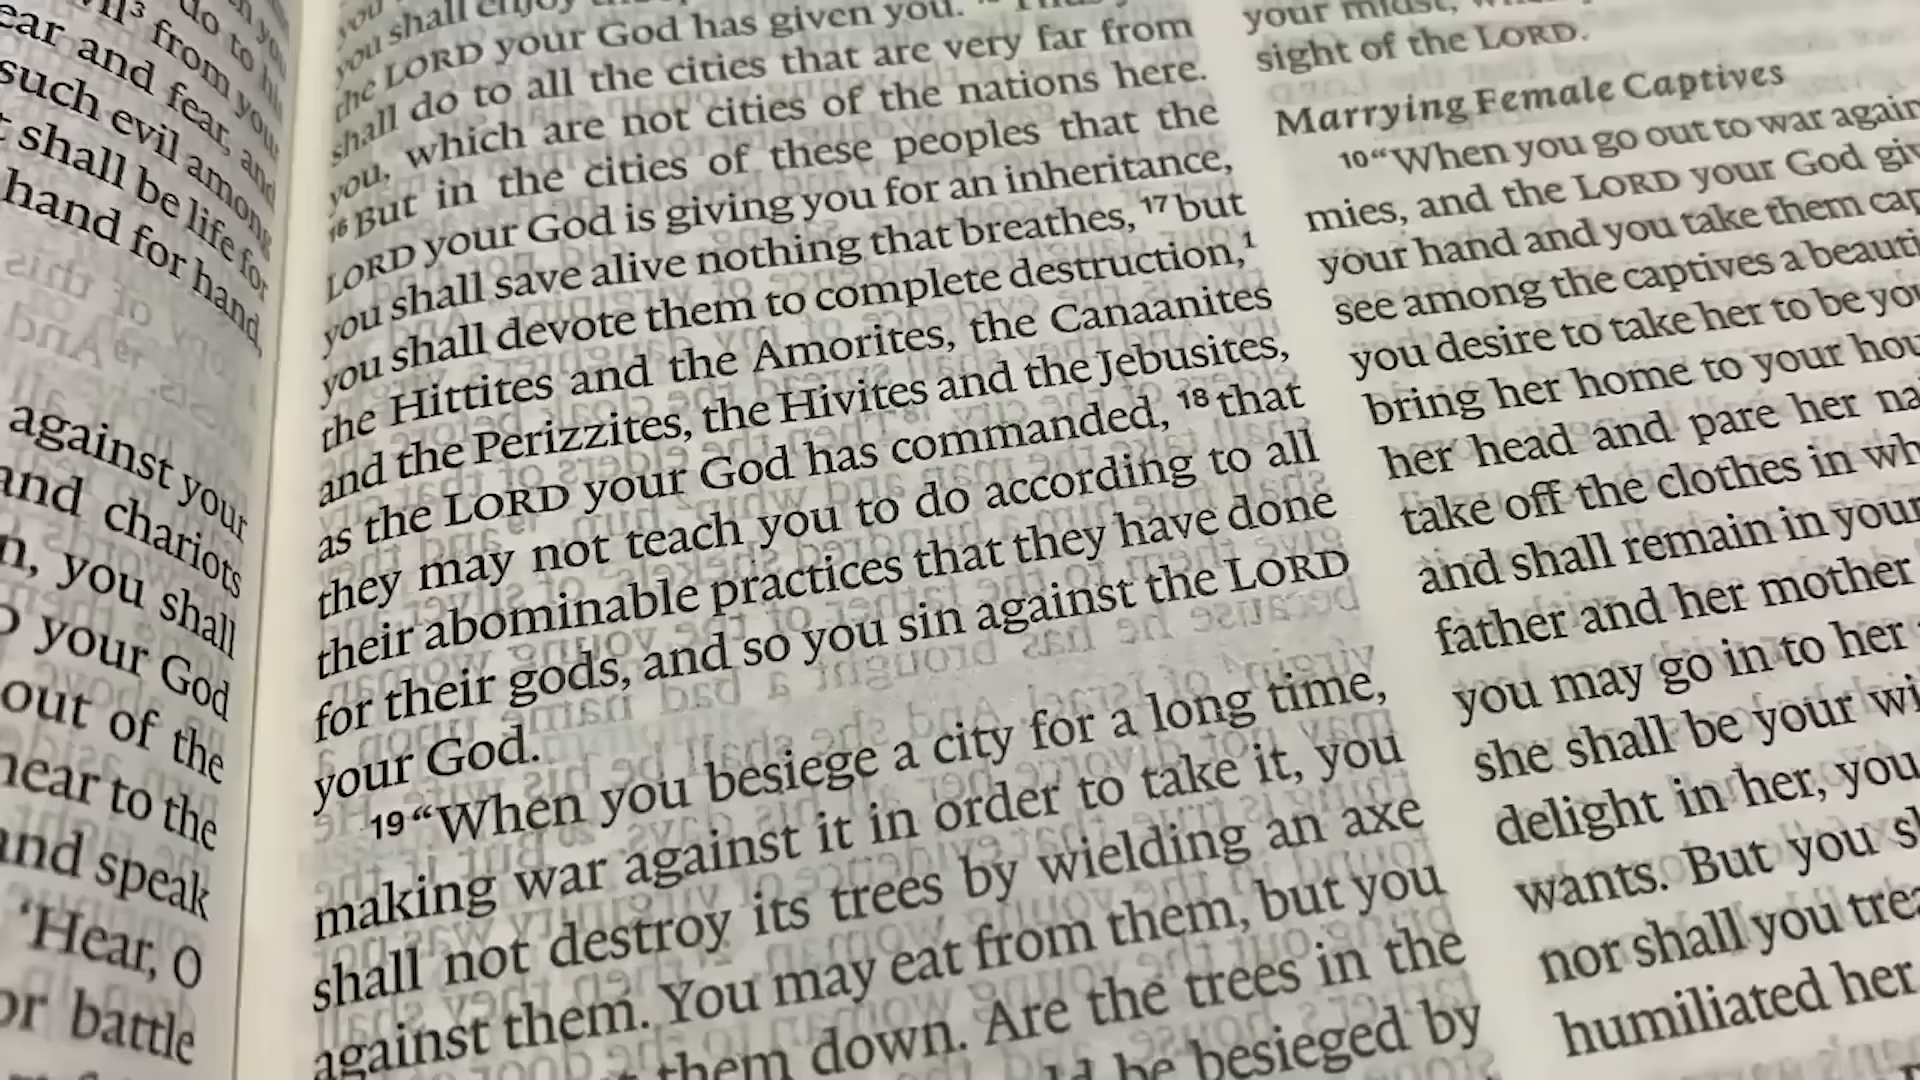 from your
ear and fear, and
such evil among
shall be life for
hand for hand,
against your
and chariots
you shall
your God
out of the
near to the
and speak
‘Hear, O
or battle
you shall enjoy
the LORD your God has given you.
shall do to all the cities that are very far from
you, which are not cities of the nations here.
16 But in the cities of these peoples that the
LORD your God is giving you for an inheritance,
you shall save alive nothing that breathes, 17 but
you shall devote them to complete destruction,1
the Hittites and the Amorites, the Canaanites
and the Perizzites, the Hivites and the Jebusites,
as the LORD your God has commanded, 18 that
they may not teach you to do according to all
their abominable practices that they have done
for their gods, and so you sin against the LORD
your God.
19 “When you besiege a city for a long time,
making war against it in order to take it, you
shall not destroy its trees by wielding an axe
against them. You may eat from them, but you
them down. Are the trees in the
be besieged by
your midst,
sight of the LORD.
Marrying Female Captives
10 “When you go out to war again
mies, and the LORD your God giv
your hand and you take them cap
see among the captives a beauti
you desire to take her to be you
bring her home to your hou
her head and pare her na
take off the clothes in wh
and shall remain in your
father and her mother
you may go in to her
she shall be your wi
delight in her, you
wants. But you sh
nor shall you trea
humiliated her.